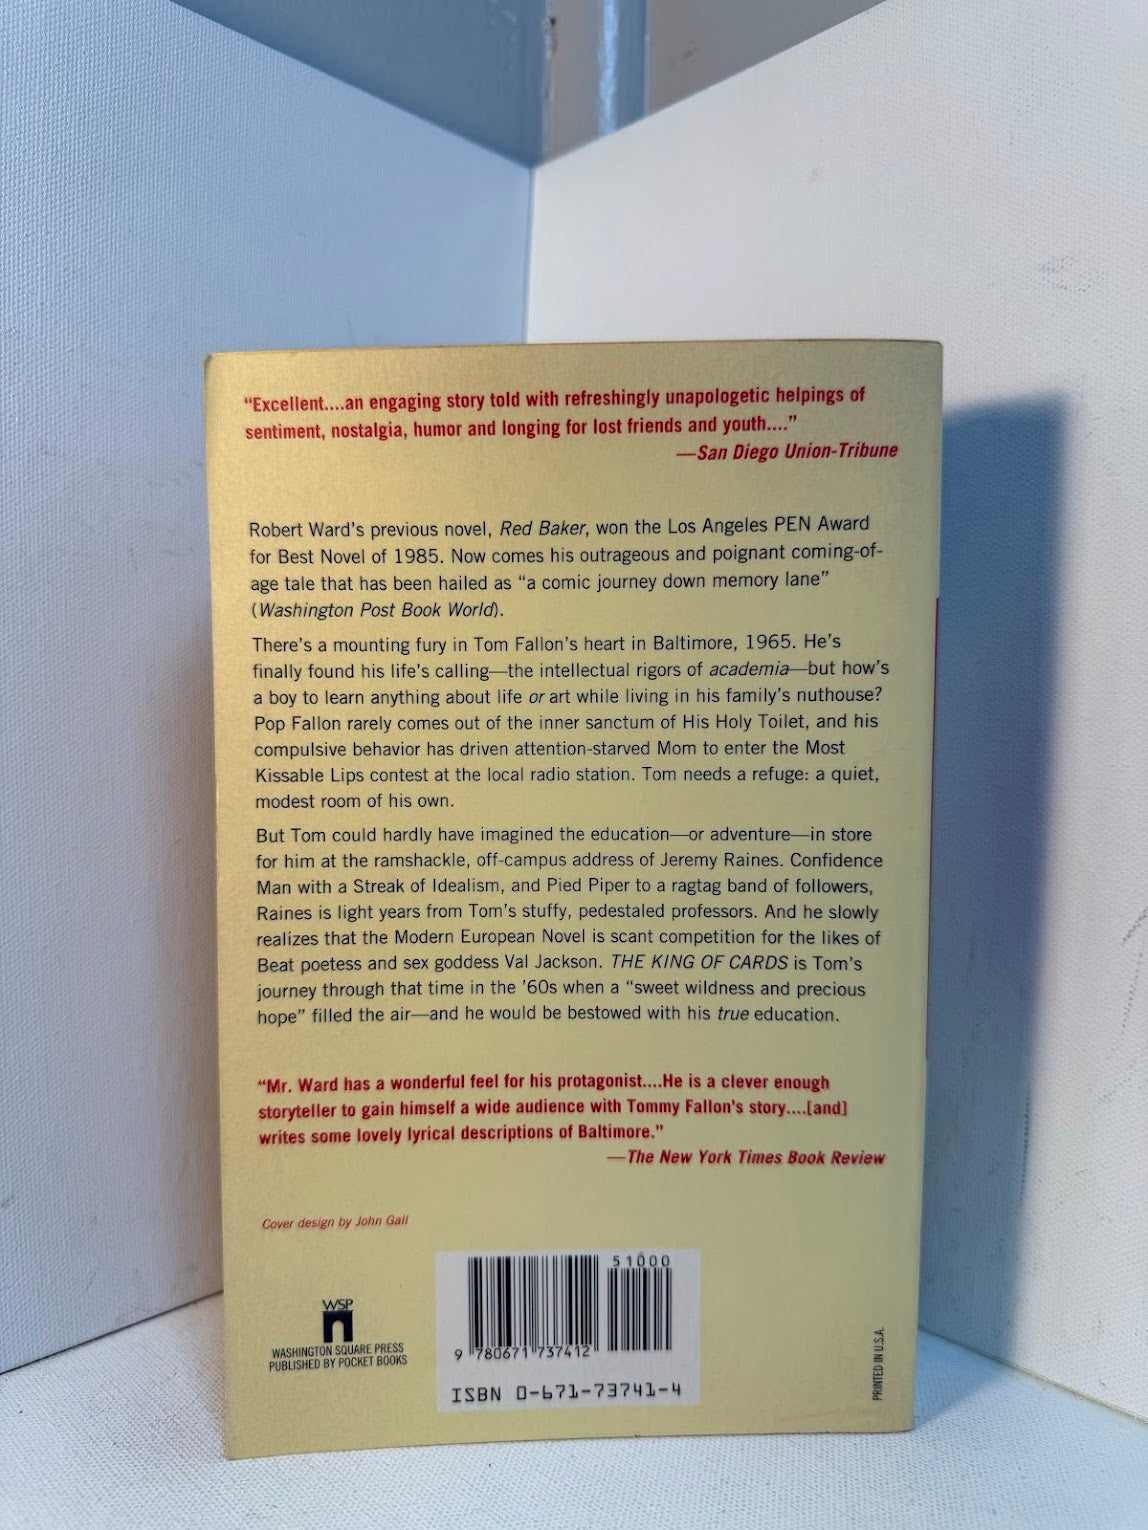 “Excellent....an engaging story told with refreshingly unapologetic helpings of
sentiment, nostalgia, humor and longing for lost friends and youth....”
—San Diego Union-Tribune
Robert Ward’s previous novel, Red Baker, won the Los Angeles PEN Award
for Best Novel of 1985. Now comes his outrageous and poignant coming-of-
age tale that has been hailed as “a comic journey down memory lane”
(Washington Post Book World).
There’s a mounting fury in Tom Fallon’s heart in Baltimore, 1965. He’s
finally found his life’s calling—the intellectual rigors of academia—but how’s
a boy to learn anything about life or art while living in his family’s nuthouse?
Pop Fallon rarely comes out of the inner sanctum of His Holy Toilet, and his
compulsive behavior has driven attention-starved Mom to enter the Most
Kissable Lips contest at the local radio station. Tom needs a refuge: a quiet,
modest room of his own.
But Tom could hardly have imagined the education—or adventure—in store
for him at the ramshackle, off-campus address of Jeremy Raines. Confidence
Man with a Streak of Idealism, and Pied Piper to a ragtag band of followers,
Raines is light years from Tom’s stuffy, pedestaled professors. And he slowly
realizes that the Modern European Novel is scant competition for the likes of
Beat poetess and sex goddess Val Jackson. THE KING OF CARDS is Tom’s
journey through that time in the ’60s when a “sweet wildness and precious
hope” filled the air—and he would be bestowed with his true education.
“Mr. Ward has a wonderful feel for his protagonist....He is a clever enough
storyteller to gain himself a wide audience with Tommy Fallon's story....[and]
writes some lovely lyrical descriptions of Baltimore.”
—The New York Times Book Review
Cover design by John Gall
WSP
WASHINGTON SQUARE PRESS
PUBLISHED BY POCKET BOOKS
51000
9 780671 737412
ISBN 0-671-73741-4
PRINTED IN U.S.A.